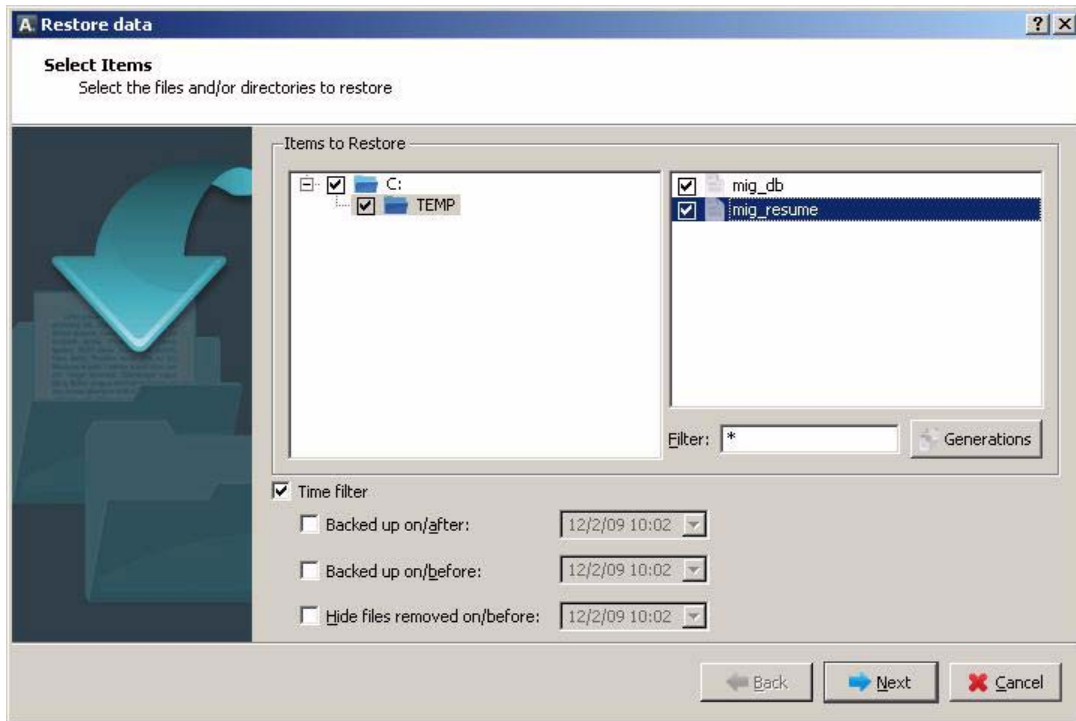 A Restore data
Select Items
Select the files and/or directories to restore
Items to Restore
C:
TEMP
mig_db
mig_resume
Filter: * Generations
Time filter
Backed up on/after: 12/2/09 10:02
Backed up on/before: 12/2/09 10:02
Hide files removed on/before: 12/2/09 10:02
Back Next Cancel